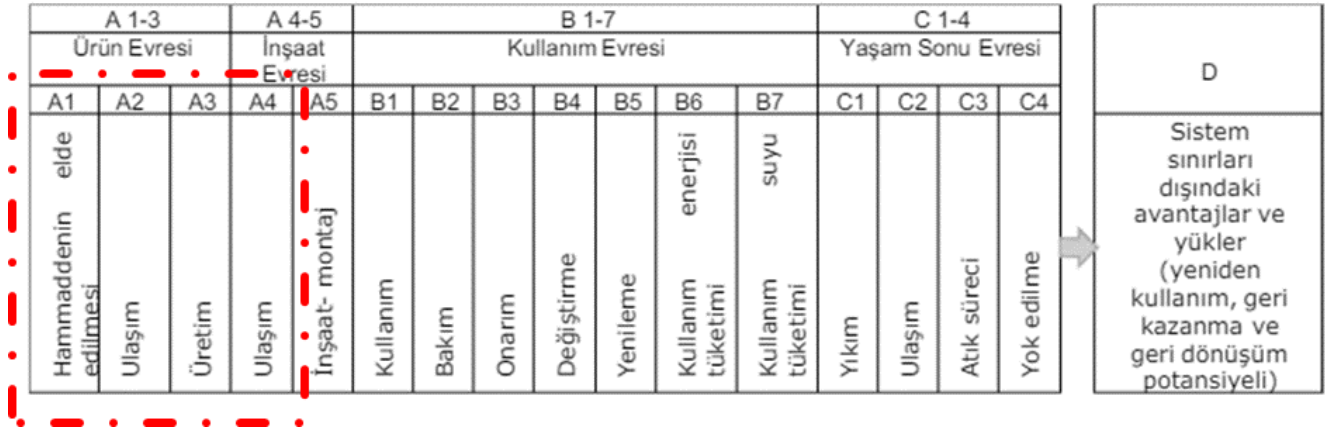 A 1-3 A 4-5 B 1-7 C 1-4
Ürün Evresi İnşaat Evresi Kullanım Evresi Yaşam Sonu Evresi D
A1 A2 A3 A4 A5 B1 B2 B3 B4 B5 B6 B7 C1 C2 C3 C4
Hammaddenin elde
edilmesi
Ulaşım
Üretim
Ulaşım
İnşaat- montaj
Kullanım
Bakım
Onarım
Değiştirme
Yenileme
Kullanım enerjisi
tüketimi
Kullanım suyu
tüketimi
Yıkım
Ulaşım
Atık süreci
Yok edilme
Sistem
sınırları
dışındaki
avantajlar ve
yükler
(yeniden
kullanım, geri
kazanma ve
geri dönüşüm
potansiyeli)